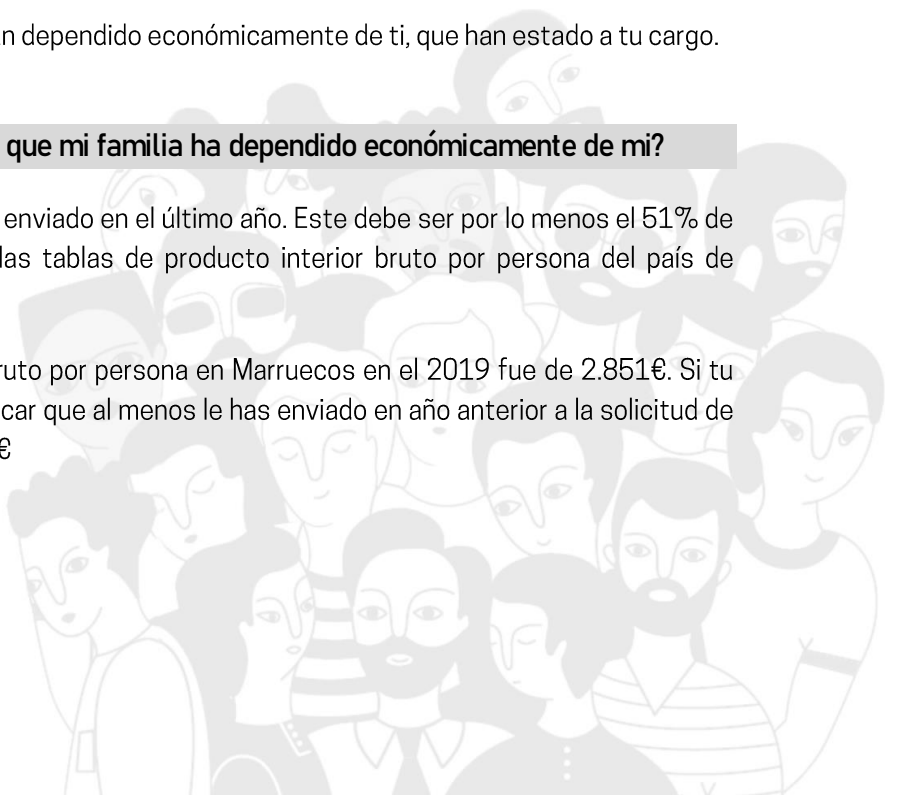 n dependido económicamente de ti, que han estado a tu cargo.
que mi familia ha dependido económicamente de mi?
enviado en el último año. Este debe ser por lo menos el 51% de
las tablas de producto interior bruto por persona del país de
ruto por persona en Marruecos en el 2019 fue de 2.851€. Si tu
car que al menos le has enviado en año anterior a la solicitud de
€